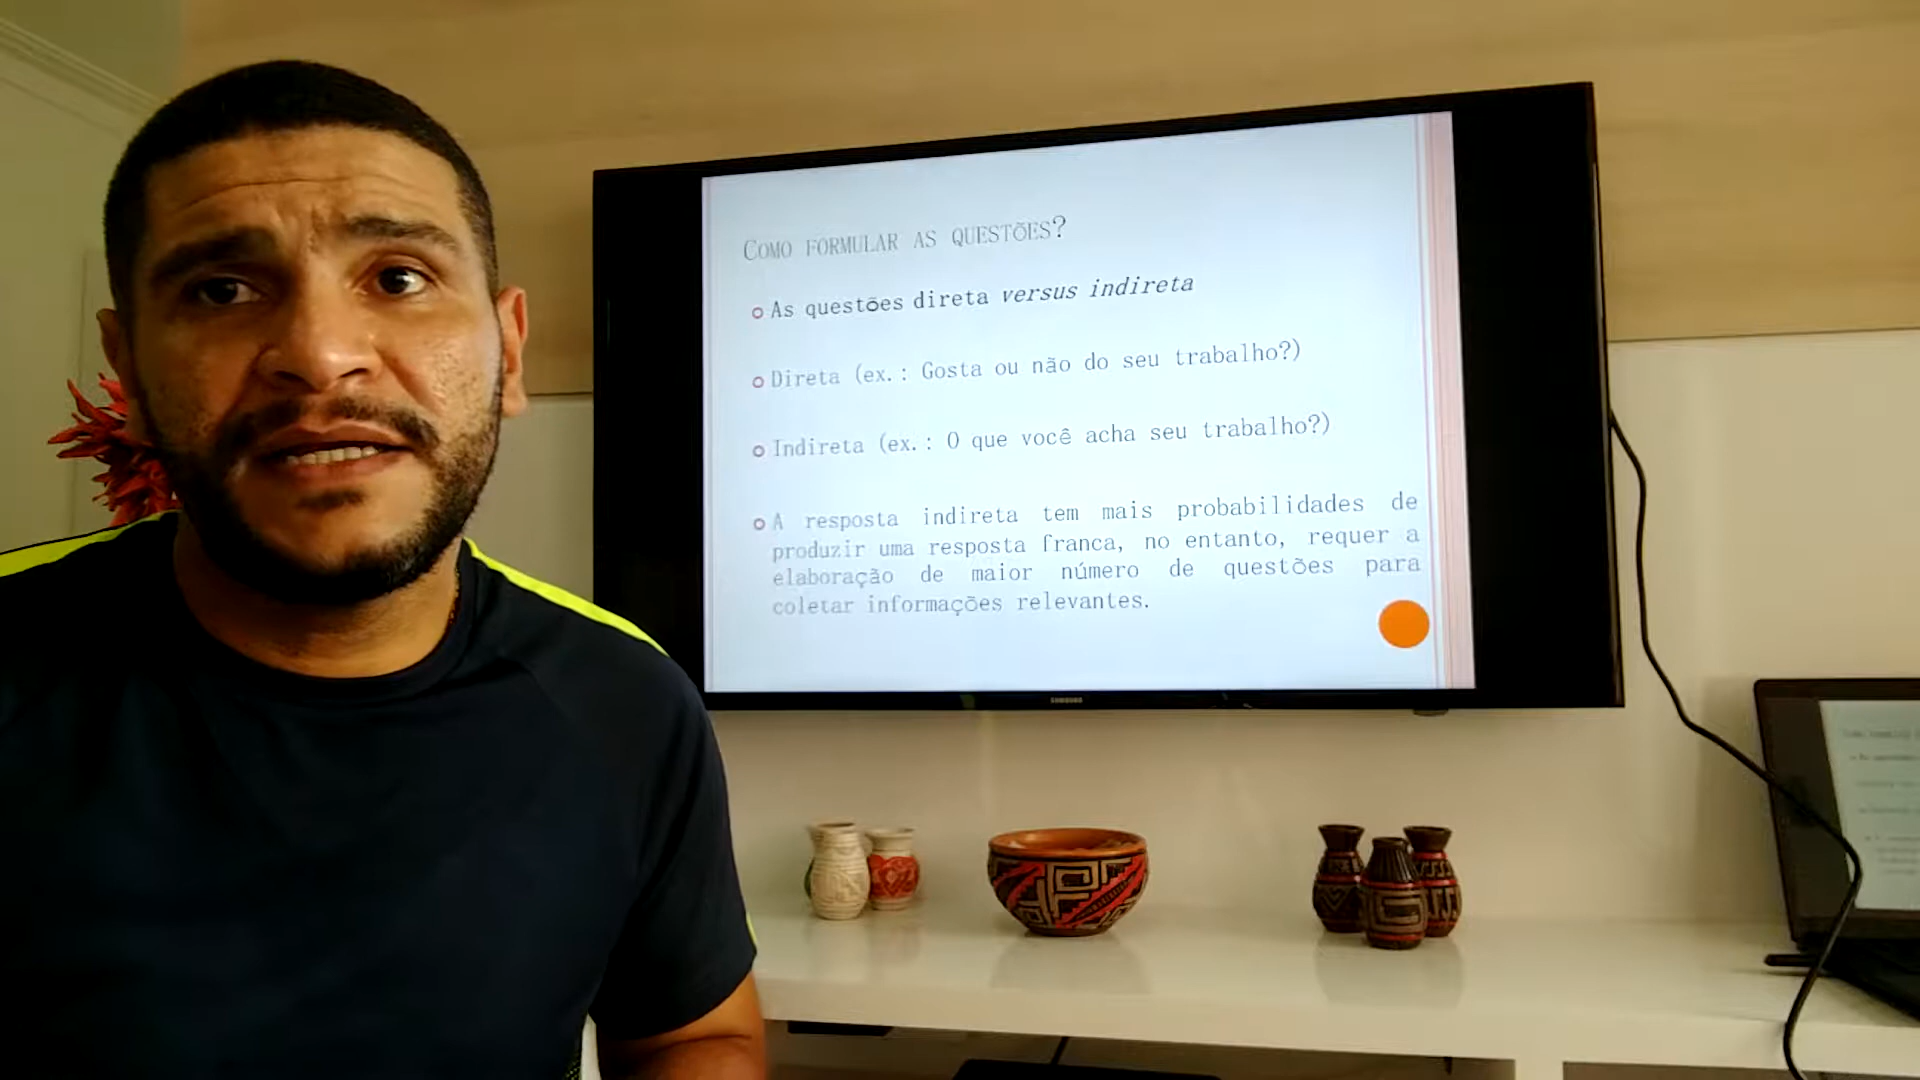 COMO FORMULAR AS QUESTÕES?
As questões direta versus indireta
Direta (ex.: Gosta ou não do seu trabalho?)
Indireta (ex.: O que você acha seu trabalho?)
A resposta indireta tem mais probabilidades de
produzir uma resposta franca, no entanto, requer a
elaboração de maior número de questões para
coletar informações relevantes.
SAMSUNG